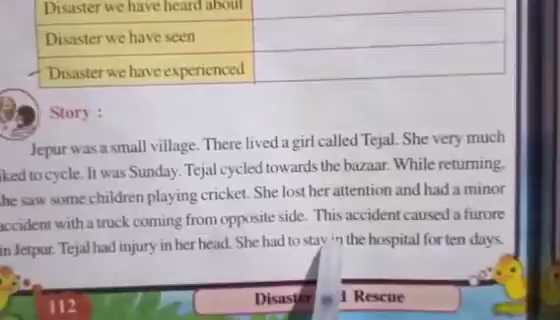 Disaster we have heard about
Disaster we have seen
Disaster we have experienced
Story :
Jepur was a small village. There lived a girl called Tejal. She very much
iked to cycle. It was Sunday. Tejal cycled towards the bazaar. While returning,
he saw some children playing cricket. She lost her attention and had a minor
accident with a truck coming from opposite side. This accident caused a furore
in Jetpur. Tejal had injury in her head. She had to stay in the hospital for ten days.
112
Rescue